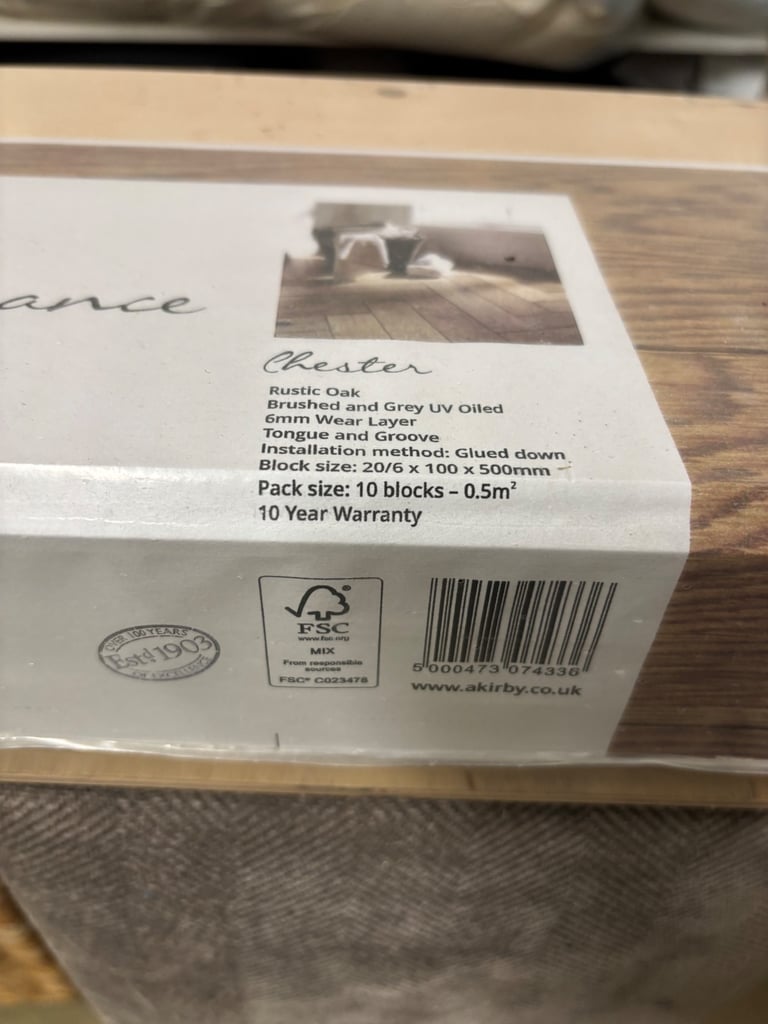 ance
Chester
Rustic Oak
Brushed and Grey UV Oiled
6mm Wear Layer
Tongue and Groove
Installation method: Glued down
Block size: 20/6 x 100 x 500mm
Pack size: 10 blocks – 0.5m²
10 Year Warranty
OVER 100 YEARS
Estd 1903
OF EXCELLENCE
®
FSC
www.fsc.org
MIX
From responsible
sources
FSC® C023478
5 000473 074336
www.akirby.co.uk